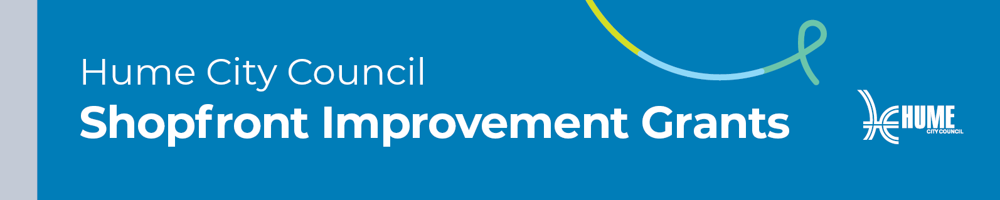 Hume City Council
Shopfront Improvement Grants
HUME
CITY COUNCIL